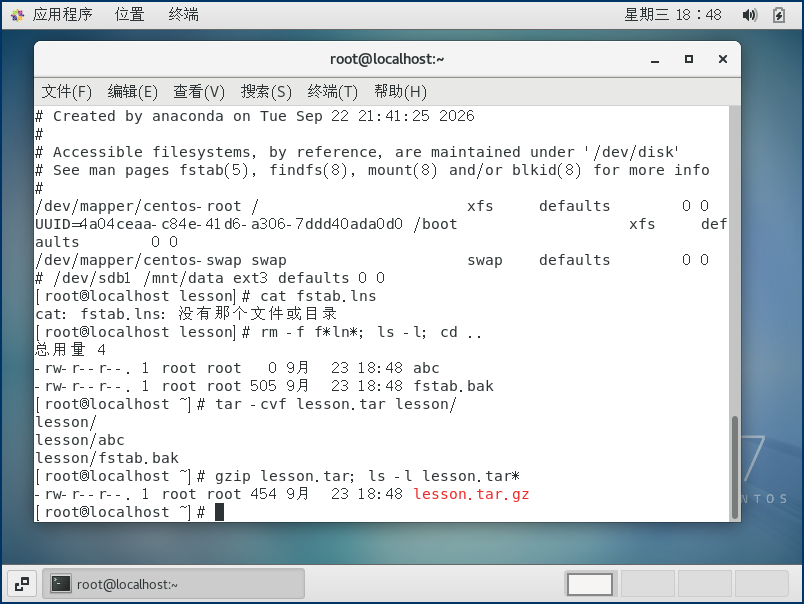 应用程序 位置 终端 星期三 18：48
root@localhost:~
文件(F) 编辑(E) 查看(V) 搜索(S) 终端(T) 帮助(H)
# Created by anaconda on Tue Sep 22 21:41:25 2026
#
# Accessible filesystems, by reference, are maintained under '/dev/disk'
# See man pages fstab(5), findfs(8), mount(8) and/or blkid(8) for more info
#
/dev/mapper/centos-root / xfs defaults 0 0
UUID=4a04ceaa-c84e-41d6-a306-7ddd40ada0d0 /boot xfs def
aults 0 0
/dev/mapper/centos-swap swap swap defaults 0 0
# /dev/sdb1 /mnt/data ext3 defaults 0 0
[root@localhost lesson]# cat fstab.lns
cat: fstab.lns: 没有那个文件或目录
[root@localhost lesson]# rm -f f*ln*; ls -l; cd ..
总用量 4
-rw-r--r--. 1 root root 0 9月 23 18:48 abc
-rw-r--r--. 1 root root 505 9月 23 18:48 fstab.bak
[root@localhost ~]# tar -cvf lesson.tar lesson/
lesson/
lesson/abc
lesson/fstab.bak
[root@localhost ~]# gzip lesson.tar; ls -l lesson.tar*
-rw-r--r--. 1 root root 454 9月 23 18:48 lesson.tar.gz
[root@localhost ~]#
7
NTOS
root@localhost:~